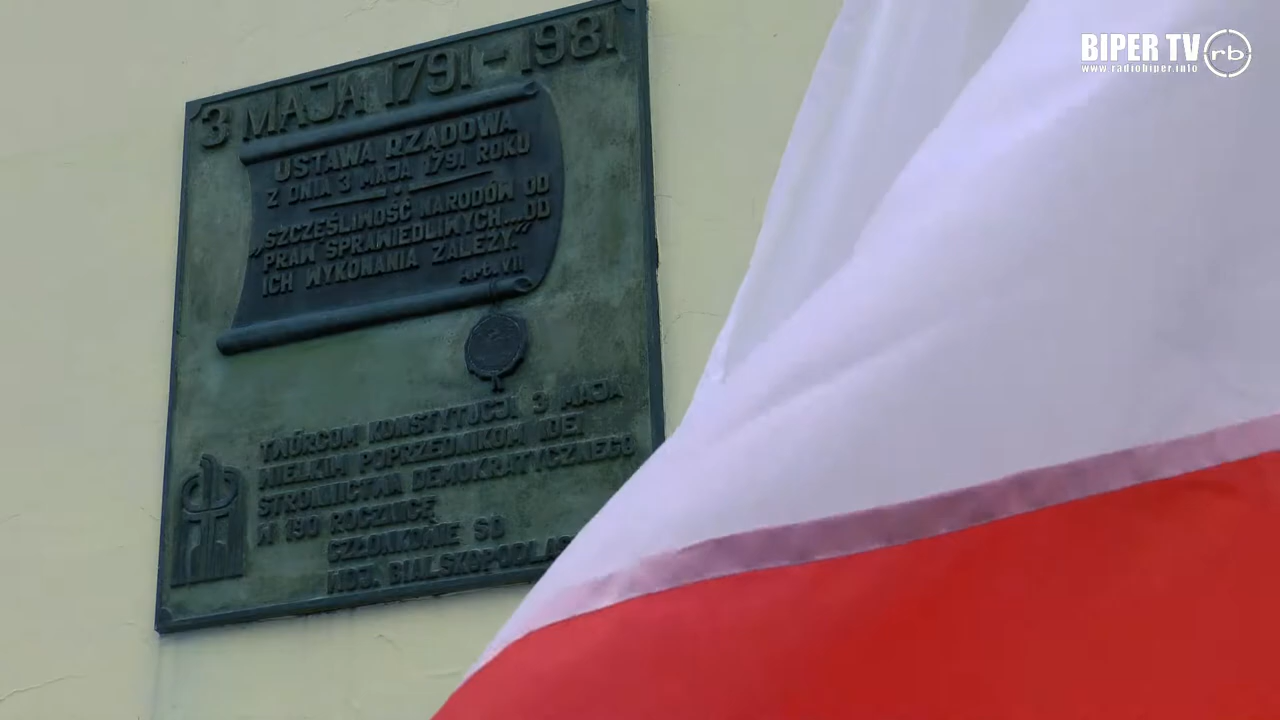 BIPER TV rb
www.radiobiper.info
3 MAJA 1791 - 1981
USTAWA RZĄDOWA
Z DNIA 3 MAJA 1791 ROKU
„SZCZĘŚLIWOŚĆ NARODÓW OD
PRAW SPRAWIEDLIWYCH...OD
ICH WYKONANIA ZALEŻY."
Art. VII
TWÓRCOM KONSTYTUCJI 3 MAJA
WIELKIM POPRZEDNIKOM IDEI
STRONNICTWA DEMOKRATYCZNEGO
W 190 ROCZNICĘ
CZŁONKOWIE SD
WOJ. BIALSKOPODLAS